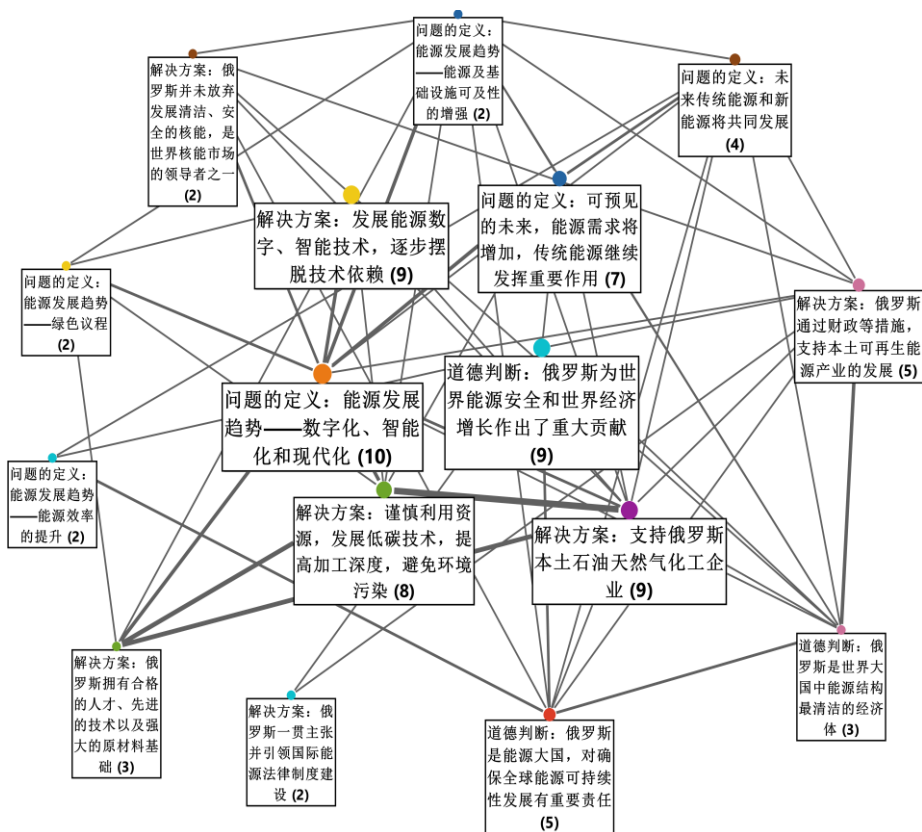 问题的定义：
能源发展趋势
——能源及基
础设施可及性
的增强 (2)
解决方案：俄
罗斯并未放弃
发展清洁、安
全的核能，是
世界核能市场
的领导者之一
(2)
问题的定义：未
来传统能源和新
能源将共同发展
(4)
解决方案：发展能源数
字、智能技术，逐步摆
脱技术依赖 (9)
问题的定义：可预见
的未来，能源需求将
增加，传统能源继续
发挥重要作用 (7)
问题的定义：
能源发展趋势
——绿色议程
(2)
解决方案：俄罗斯
通过财政等措施，
支持本土可再生能
源产业的发展 (5)
问题的定义：能源发展
趋势——数字化、智能
化和现代化 (10)
道德判断：俄罗斯为世
界能源安全和世界经济
增长作出了重大贡献
(9)
问题的定义：
能源发展趋势
——能源效率
的提升 (2)
解决方案：谨慎利用资
源，发展低碳技术，提
高加工深度，避免环境
污染 (8)
解决方案：支持俄罗斯
本土石油天然气化工企
业 (9)
解决方案：俄
罗斯拥有合格
的人才、先进
的技术以及强
大的原材料基
础 (3)
解决方案：俄
罗斯一贯主张
并引领国际能
源法律制度建
设 (2)
道德判断：俄罗斯
是能源大国，对确
保全球能源可持续
性发展有重要责任
(5)
道德判断：俄
罗斯是世界大
国中能源结构
最清洁的经济
体 (3)